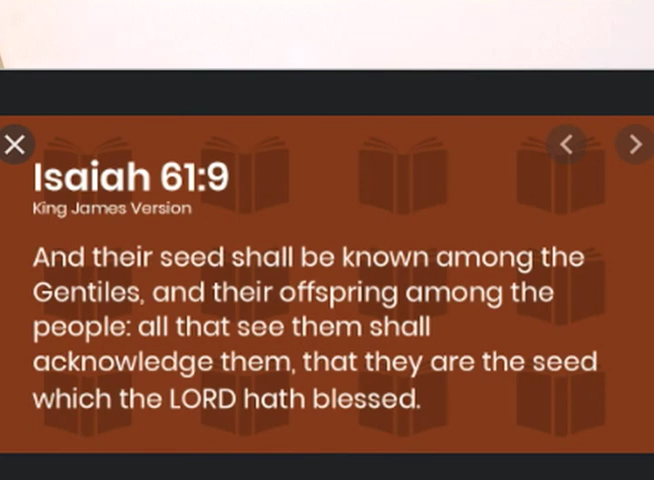 Isaiah 61:9
King James Version
And their seed shall be known among the
Gentiles, and their offspring among the
people: all that see them shall
acknowledge them, that they are the seed
which the LORD hath blessed.